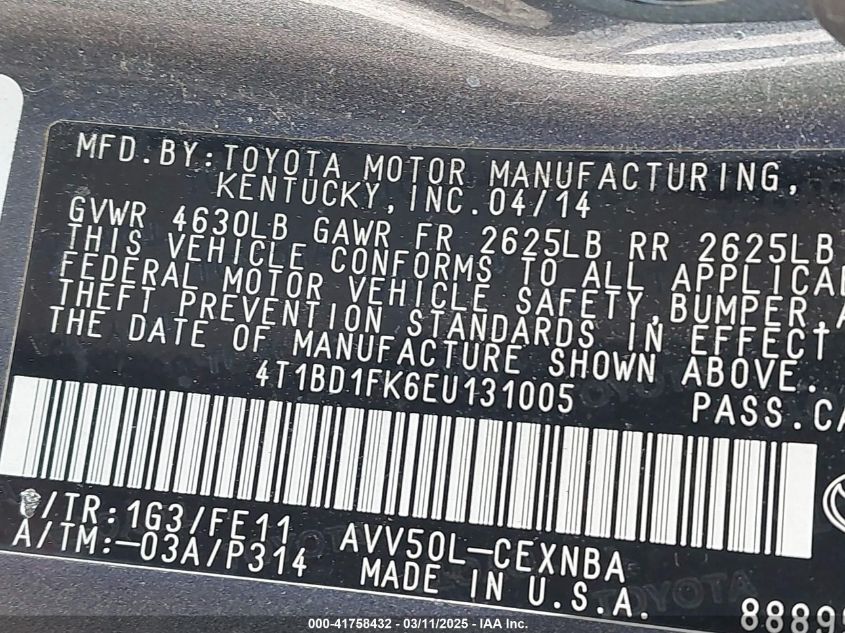 MFD.BY:TOYOTA MOTOR MANUFACTURING,
KENTUCKY,INC.04/14
GVWR 4630LB GAWR FR 2625LB RR 2625LB
THIS VEHICLE CONFORMS TO ALL APPLICAB
FEDERAL MOTOR VEHICLE SAFETY,BUMPER,A
THEFT PREVENTION STANDARDS IN EFFECT
THE DATE OF MANUFACTURE SHOWN ABOVE.
4T1BD1FK6EU131005 PASS.CA
/TR:1G3/FE11 AVV50L-CEXNBA
A/TM:-03A/P314 MADE IN U.S.A.
TOYOTA
8889
000-41758432 - 03/11/2025 - IAA Inc.